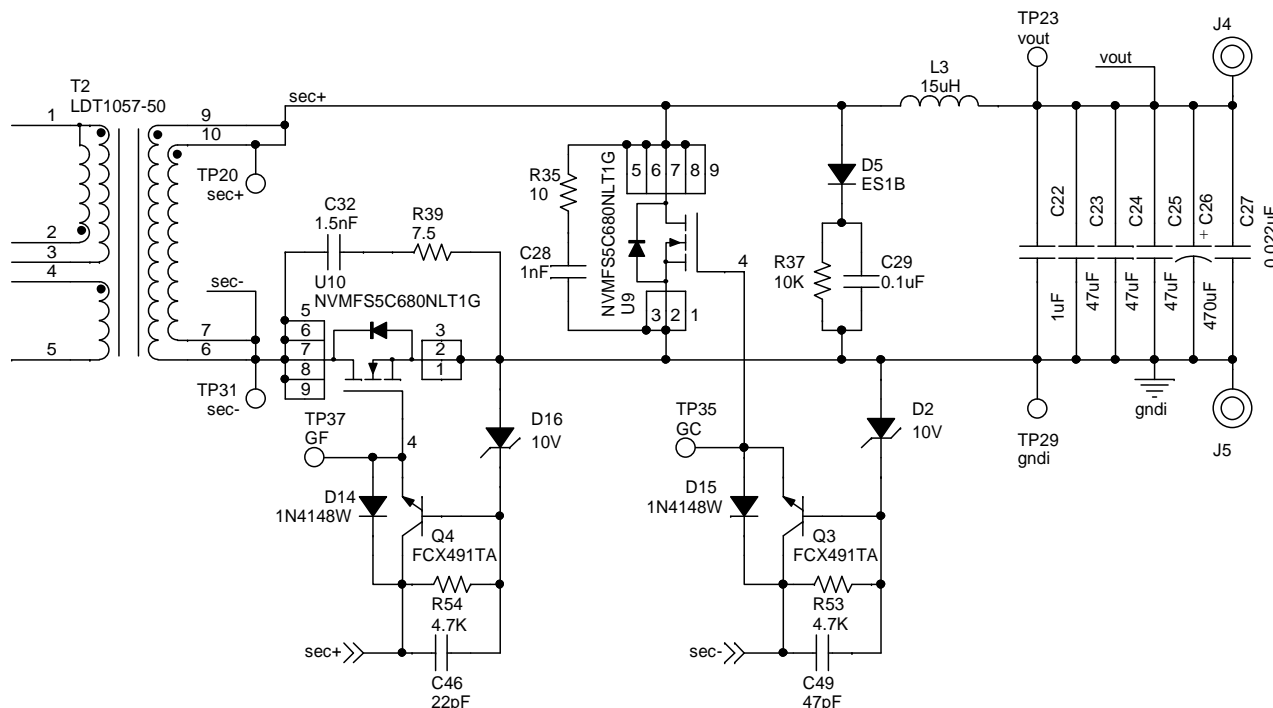 TP23
vout
J4
vout
L3
15uH
T2
LDT1057-50
sec+
1
9
10
TP20
sec+
C32
1.5nF
R39
7.5
R35
10
C28
1nF
NVMFS5C680NLT1G
U9
5 6 7 8 9
4
3 2 1
D5
ES1B
R37
10K
C29
0.1uF
C22
1uF
C23
47uF
C24
47uF
C25
47uF
+ C26
470uF
C27
0.022uF
2
3
4
5
sec-
7
6
TP31
sec-
U10
NVMFS5C680NLT1G
5
6
7
8
9
3
2
1
TP37
GF
4
D16
10V
TP35
GC
D2
10V
TP29
gndi
gndi
J5
D14
1N4148W
Q4
FCX491TA
D15
1N4148W
Q3
FCX491TA
R54
4.7K
R53
4.7K
sec+
C46
22pF
sec-
C49
47pF